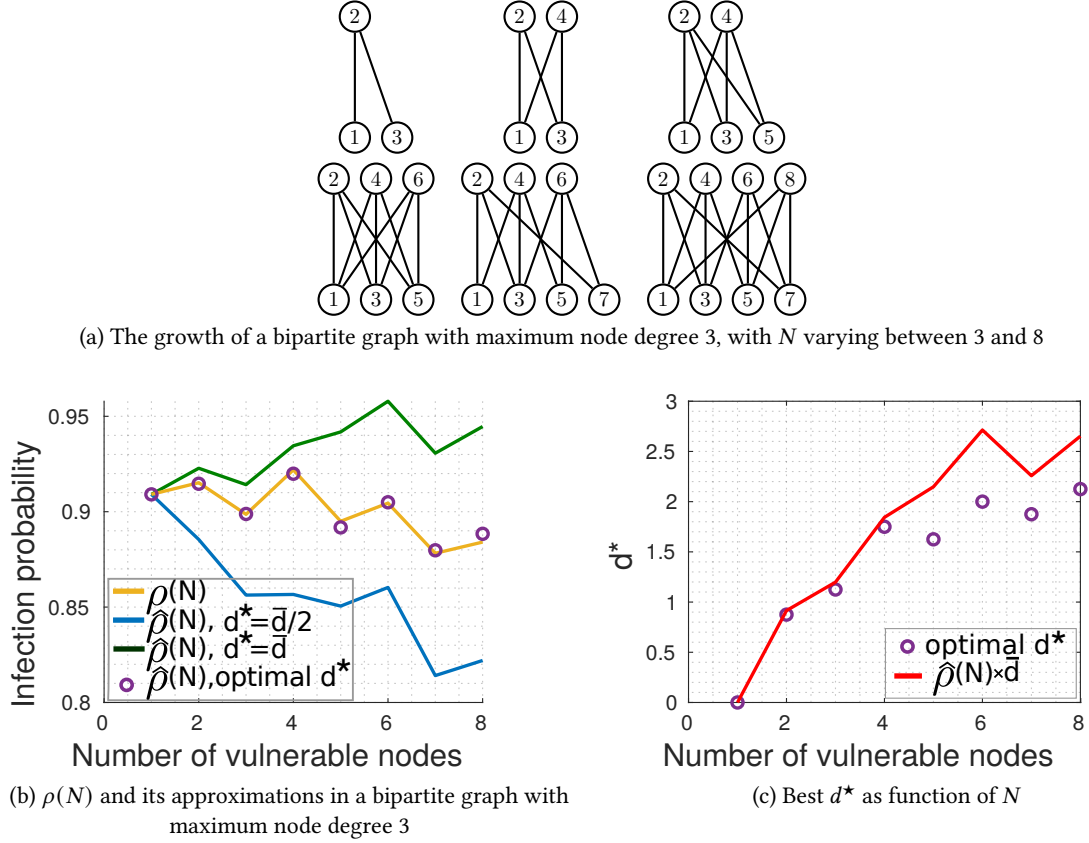 2 2 4 2 4
1 3 1 3 1 3 5
2 4 6 2 4 6 2 4 6 8
1 3 5 1 3 5 7 1 3 5 7
(a) The growth of a bipartite graph with maximum node degree 3, with N varying between 3 and 8
0.95
0.9
0.85
0.8
Infection probability
ρ(N)
ρ̂(N), d*=d̄/2
ρ̂(N), d*=d̄
ρ̂(N),optimal d*
0 2 4 6 8
Number of vulnerable nodes
(b) ρ(N) and its approximations in a bipartite graph with
maximum node degree 3
3
2.5
2
1.5
1
0.5
0
d*
optimal d*
ρ̂(N)×d̄
0 2 4 6 8
Number of vulnerable nodes
(c) Best d⋆ as function of N